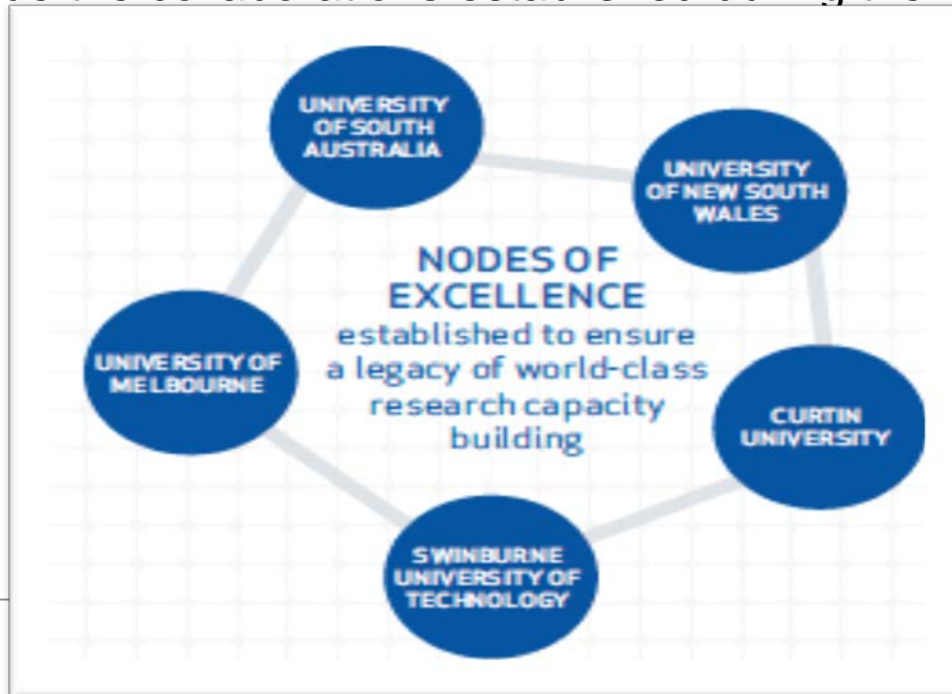 UNIVERSITY
OF SOUTH
AUSTRALIA
UNIVERSITY
OF NEW SOUTH
WALES
NODES OF
EXCELLENCE
established to ensure
a legacy of world-class
research capacity
building
UNIVERSITY OF
MELBOURNE
CURTIN
UNIVERSITY
SWINBURNE
UNIVERSITY OF
TECHNOLOGY